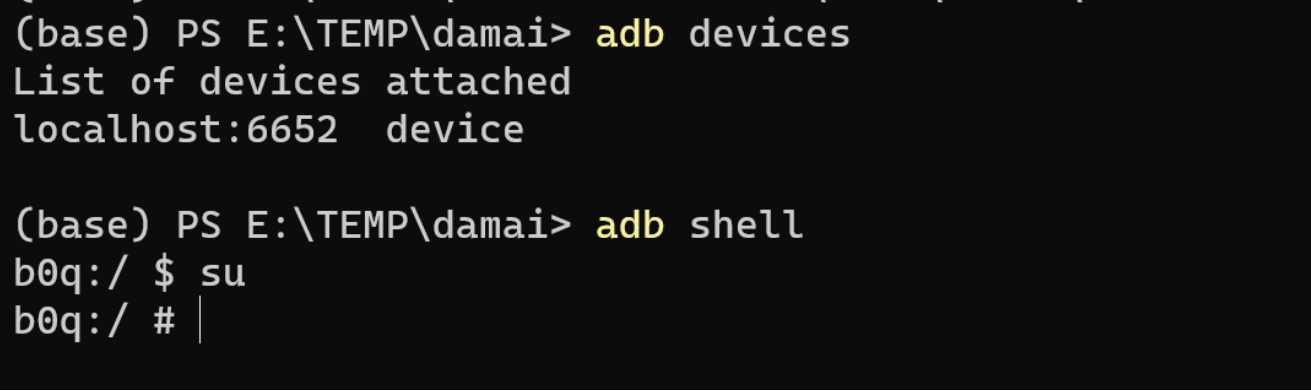 (base) PS E:\TEMP\damai> adb devices
List of devices attached
localhost:6652  device
(base) PS E:\TEMP\damai> adb shell
b0q:/ $ su
b0q:/ #